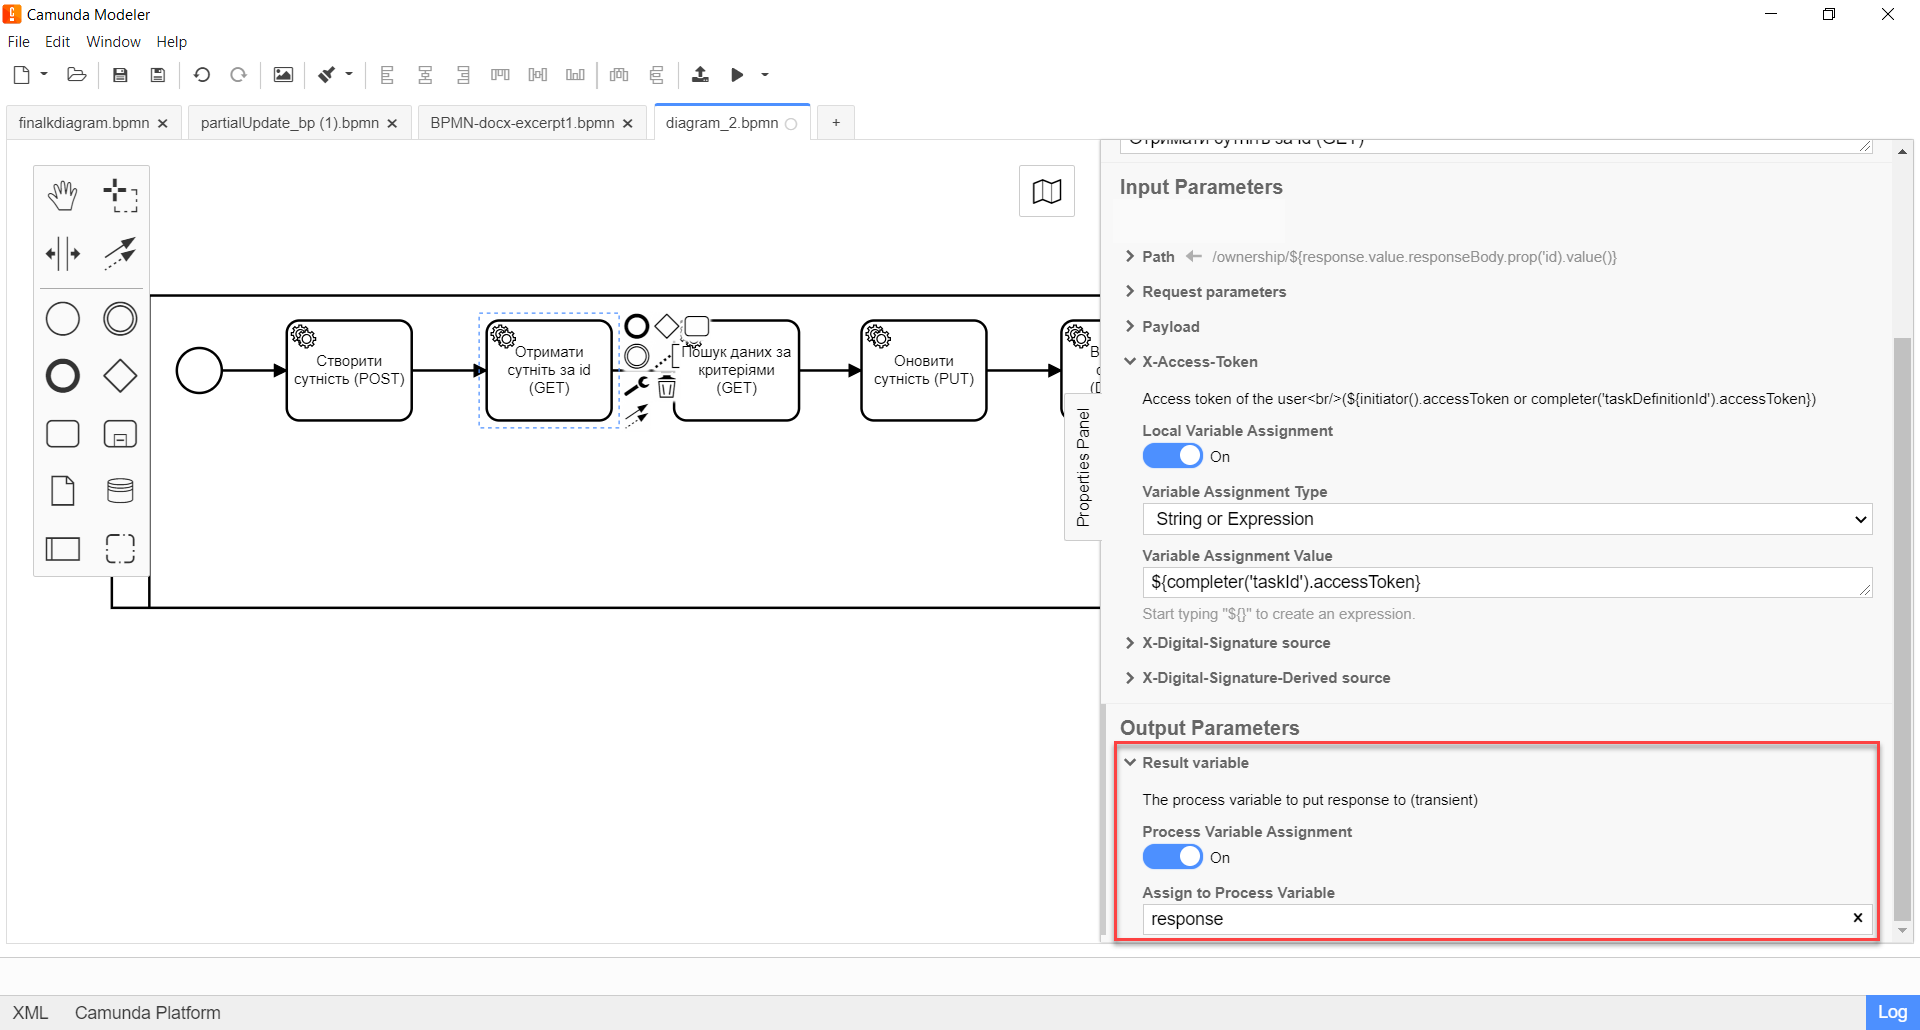 Camunda Modeler
File Edit Window Help
finalkdiagram.bpmn
partialUpdate_bp (1).bpmn
BPMN-docx-excerpt1.bpmn
diagram_2.bpmn
+
Створити
сутність (POST)
Отримати
сутніть за id
(GET)
Пошук даних за
критеріями
(GET)
Оновити
сутність (PUT)
Properties Panel
Отримати сутніть за id (GET)
Input Parameters
Path /ownership/${response.value.responseBody.prop('id).value()}
Request parameters
Payload
X-Access-Token
Access token of the user<br/>(${initiator().accessToken or completer('taskDefinitionId').accessToken})
Local Variable Assignment
On
Variable Assignment Type
String or Expression
Variable Assignment Value
${completer('taskId').accessToken}
Start typing "${}" to create an expression.
X-Digital-Signature source
X-Digital-Signature-Derived source
Output Parameters
Result variable
The process variable to put response to (transient)
Process Variable Assignment
On
Assign to Process Variable
response
XML Camunda Platform
Log